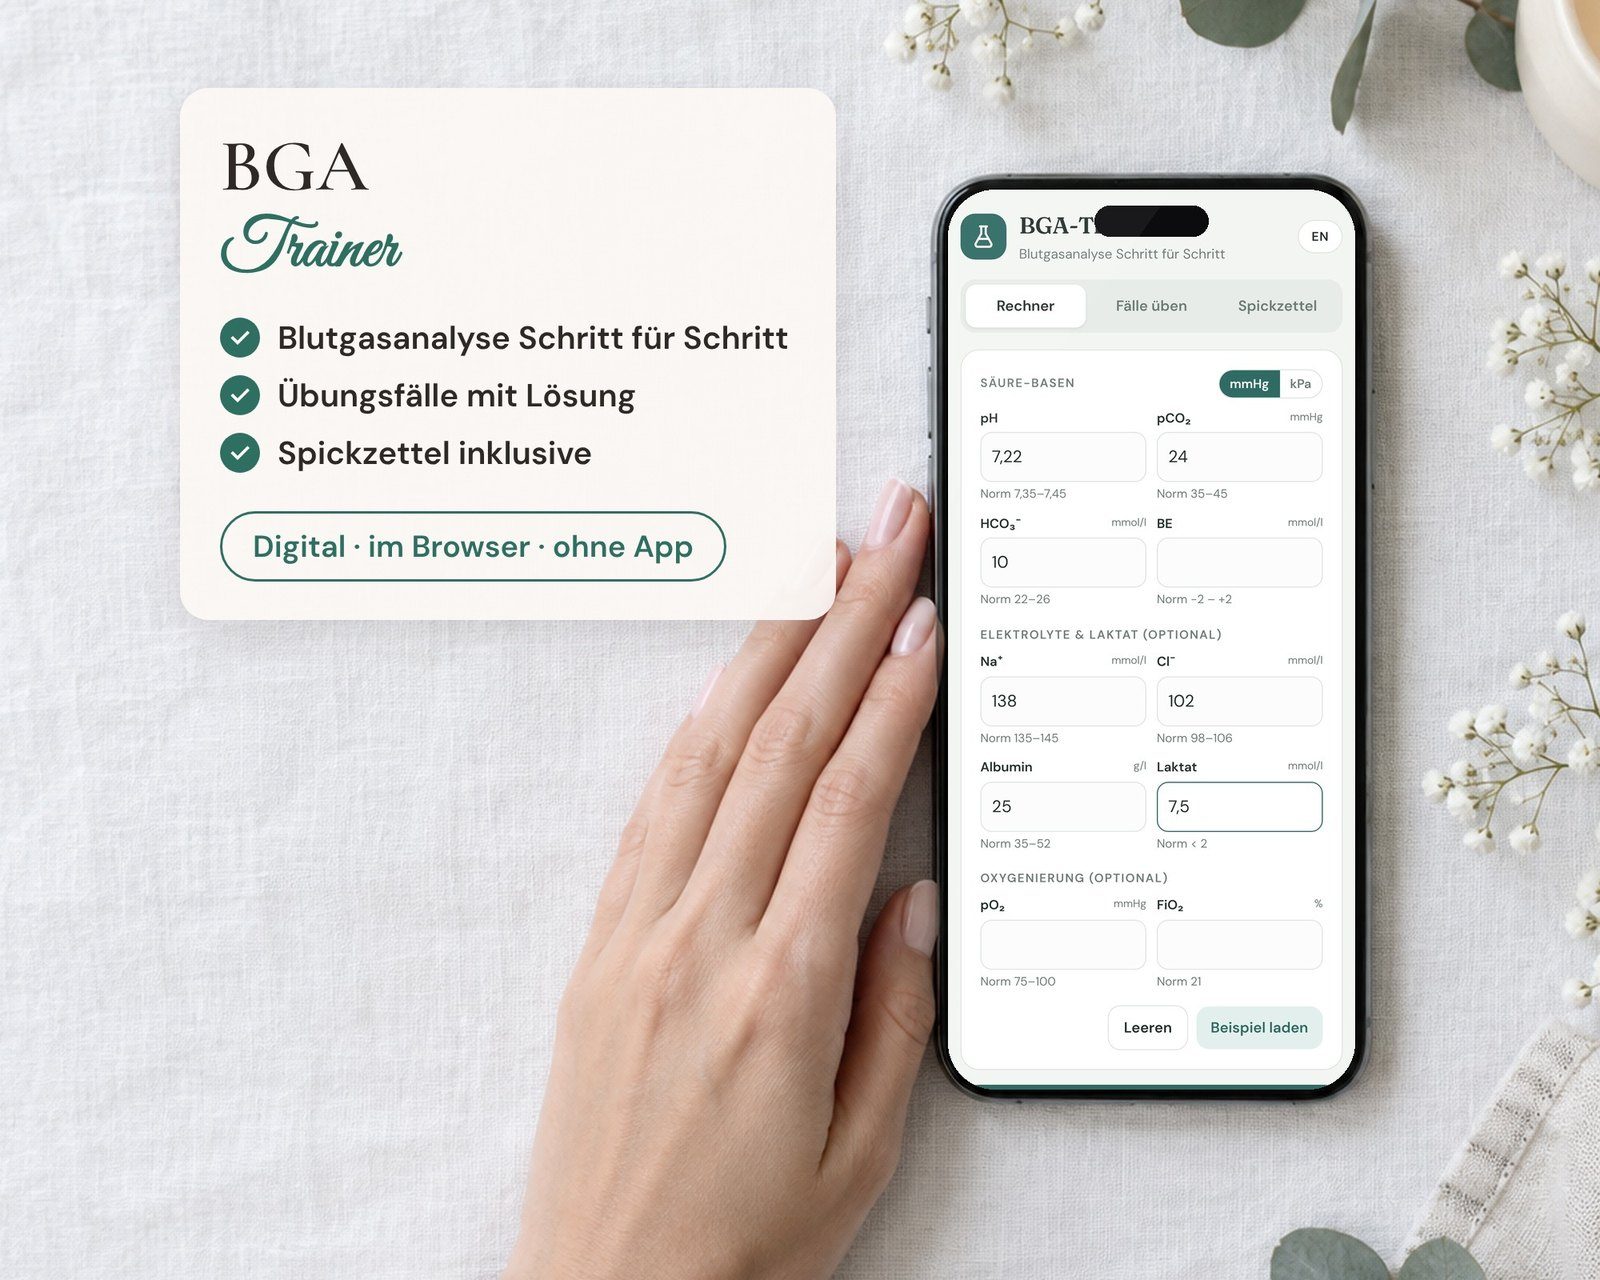 BGA
Trainer
Blutgasanalyse Schritt für Schritt
Übungsfälle mit Lösung
Spickzettel inklusive
Digital · im Browser · ohne App
BGA-T
Blutgasanalyse Schritt für Schritt
EN
Rechner Fälle üben Spickzettel
SÄURE-BASEN mmHg kPa
pH pCO₂ mmHg
7,22 24
Norm 7,35–7,45 Norm 35–45
HCO₃⁻ mmol/l BE mmol/l
10
Norm 22–26 Norm -2 – +2
ELEKTROLYTE & LAKTAT (OPTIONAL)
Na⁺ mmol/l Cl⁻ mmol/l
138 102
Norm 135–145 Norm 98–106
Albumin g/l Laktat mmol/l
25 7,5
Norm 35–52 Norm < 2
OXYGENIERUNG (OPTIONAL)
pO₂ mmHg FiO₂ %
Norm 75–100 Norm 21
Leeren Beispiel laden